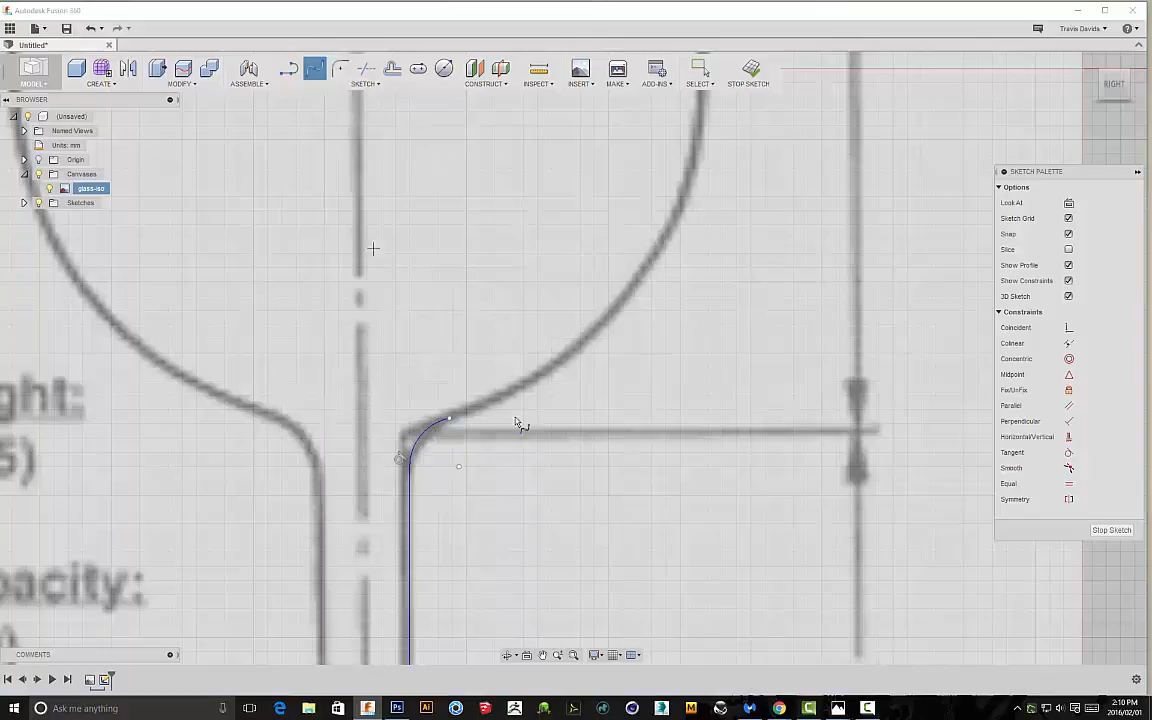 Autodesk Fusion 360
Travis Davids
Untitled*
MODEL
CREATE
MODIFY
ASSEMBLE
SKETCH
CONSTRUCT
INSPECT
INSERT
MAKE
ADD-INS
SELECT
STOP SKETCH
RIGHT
BROWSER
(Unsaved)
Named Views
Units: mm
Origin
Canvases
glass-iso
Sketches
SKETCH PALETTE
Options
Look At
Sketch Grid
Snap
Slice
Show Profile
Show Constraints
3D Sketch
Constraints
Coincident
Colinear
Concentric
Midpoint
Fix/UnFix
Parallel
Perpendicular
Horizontal/Vertical
Tangent
Smooth
Equal
Symmetry
Stop Sketch
ght:
5)
pacity:
COMMENTS
Ask me anything
2:10 PM
2016/02/01